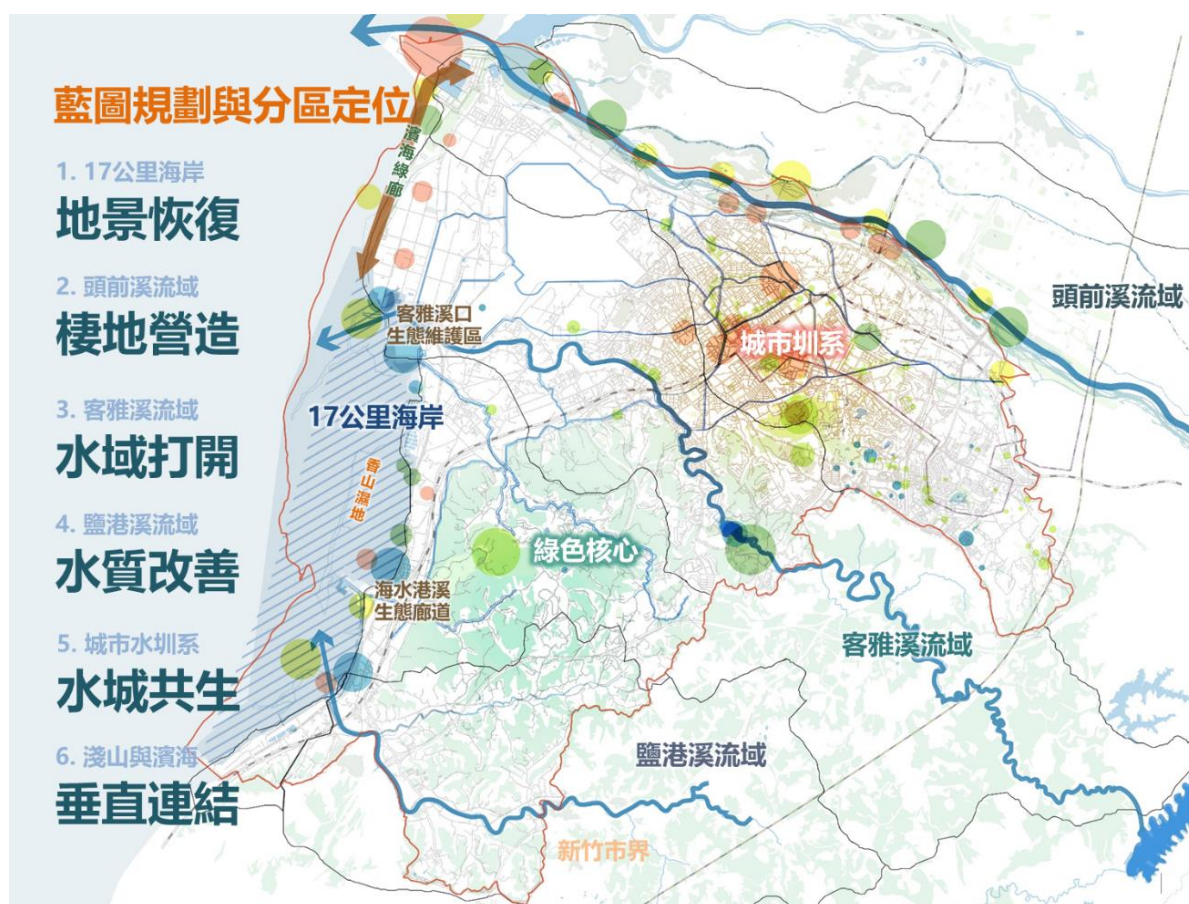 藍圖規劃與分區定位
1. 17公里海岸
地景恢復
2. 頭前溪流域
棲地營造
3. 客雅溪流域
水域打開
4. 鹽港溪流域
水質改善
5. 城市水圳系
水城共生
6. 淺山與濱海
垂直連結
濱海綠廊
客雅溪口
生態維護區
17公里海岸
香山濕地
海水港溪
生態廊道
綠色核心
城市圳系
頭前溪流域
客雅溪流域
鹽港溪流域
新竹市界